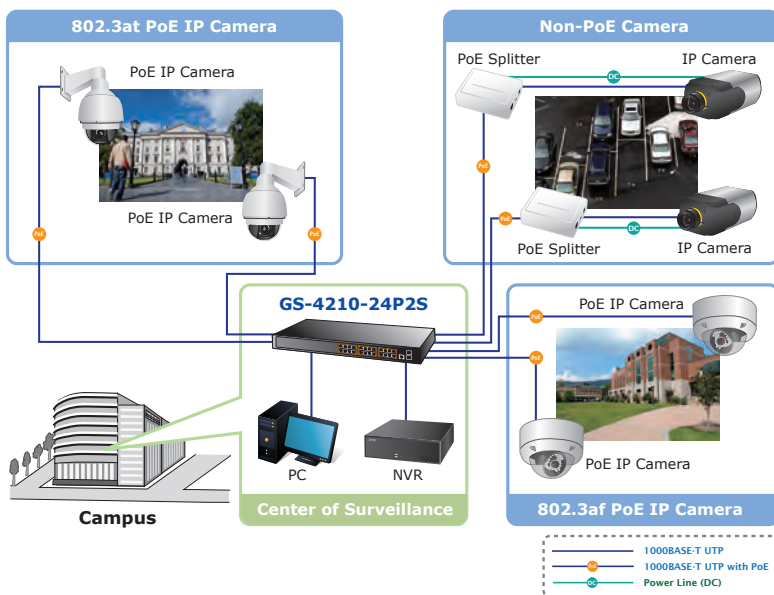 802.3at PoE IP Camera
PoE IP Camera
PoE IP Camera
PoE
PoE
Non-PoE Camera
PoE Splitter
IP Camera
DC
PoE
PoE
DC
PoE Splitter
IP Camera
GS-4210-24P2S
PC
NVR
Center of Surveillance
Campus
PoE IP Camera
PoE
PoE
PoE IP Camera
802.3af PoE IP Camera
1000BASE-T UTP
PoE
1000BASE-T UTP with PoE
DC
Power Line (DC)